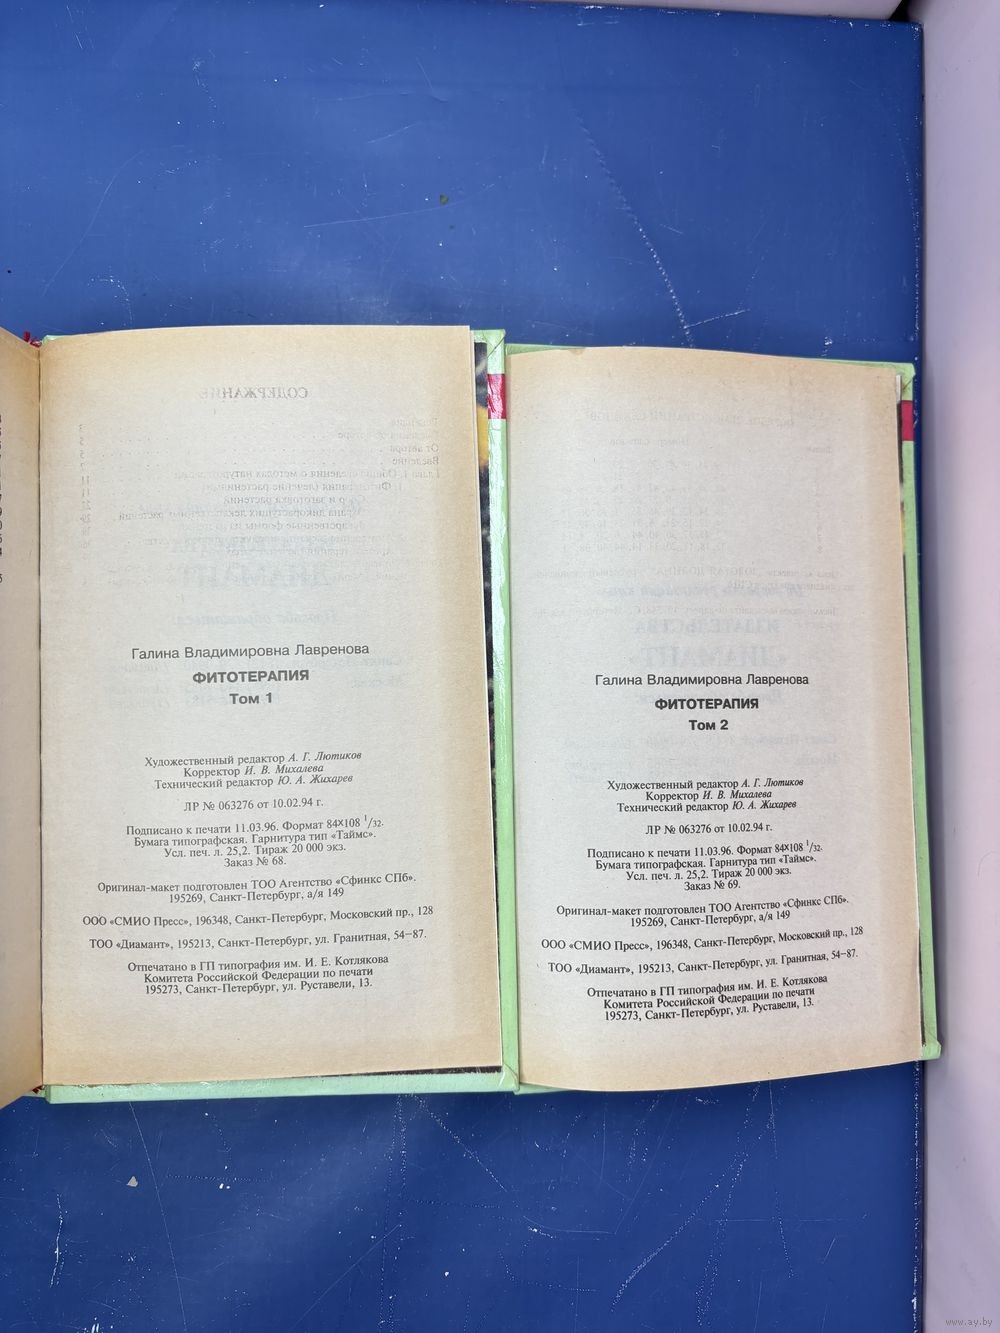 Галина Владимировна Лавренова
ФИТОТЕРАПИЯ
Том 1
Художественный редактор А. Г. Лютиков
Корректор И. В. Михалева
Технический редактор Ю. А. Жихарев
ЛР № 063276 от 10.02.94 г.
Подписано к печати 11.03.96. Формат 84×108 1/32.
Бумага типографская. Гарнитура тип «Таймс».
Усл. печ. л. 25,2. Тираж 20 000 экз.
Заказ № 68.
Оригинал-макет подготовлен ТОО Агентство «Сфинкс СПб».
195269, Санкт-Петербург, а/я 149
ООО «СМИО Пресс», 196348, Санкт-Петербург, Московский пр., 128
ТОО «Диамант», 195213, Санкт-Петербург, ул. Гранитная, 54—87.
Отпечатано в ГП типография им. И. Е. Котлякова
Комитета Российской Федерации по печати
195273, Санкт-Петербург, ул. Руставели, 13.
Галина Владимировна Лавренова
ФИТОТЕРАПИЯ
Том 2
Художественный редактор А. Г. Лютиков
Корректор И. В. Михалева
Технический редактор Ю. А. Жихарев
ЛР № 063276 от 10.02.94 г.
Подписано к печати 11.03.96. Формат 84×108 1/32.
Бумага типографская. Гарнитура тип «Таймс».
Усл. печ. л. 25,2. Тираж 20 000 экз.
Заказ № 69.
Оригинал-макет подготовлен ТОО Агентство «Сфинкс СПб».
195269, Санкт-Петербург, а/я 149
ООО «СМИО Пресс», 196348, Санкт-Петербург, Московский пр., 128
ТОО «Диамант», 195213, Санкт-Петербург, ул. Гранитная, 54—87.
Отпечатано в ГП типография им. И. Е. Котлякова
Комитета Российской Федерации по печати
195273, Санкт-Петербург, ул. Руставели, 13.
www.ay.by